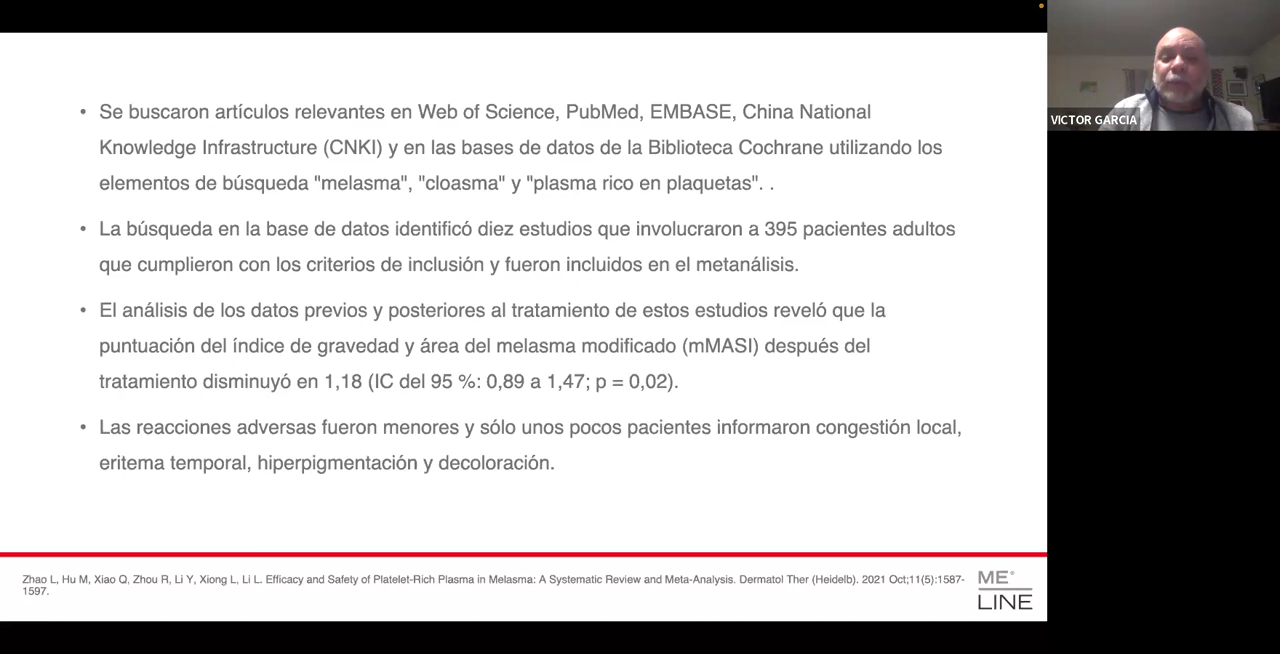 • Se buscaron artículos relevantes en Web of Science, PubMed, EMBASE, China National
Knowledge Infrastructure (CNKI) y en las bases de datos de la Biblioteca Cochrane utilizando los
elementos de búsqueda "melasma", "cloasma" y "plasma rico en plaquetas". .
• La búsqueda en la base de datos identificó diez estudios que involucraron a 395 pacientes adultos
que cumplieron con los criterios de inclusión y fueron incluidos en el metanálisis.
• El análisis de los datos previos y posteriores al tratamiento de estos estudios reveló que la
puntuación del índice de gravedad y área del melasma modificado (mMASI) después del
tratamiento disminuyó en 1,18 (IC del 95 %: 0,89 a 1,47; p = 0,02).
• Las reacciones adversas fueron menores y sólo unos pocos pacientes informaron congestión local,
eritema temporal, hiperpigmentación y decoloración.
Zhao L, Hu M, Xiao Q, Zhou R, Li Y, Xiong L, Li L. Efficacy and Safety of Platelet-Rich Plasma in Melasma: A Systematic Review and Meta-Analysis. Dermatol Ther (Heidelb). 2021 Oct;11(5):1587-
1597.
ME
LINE
VICTOR GARCIA